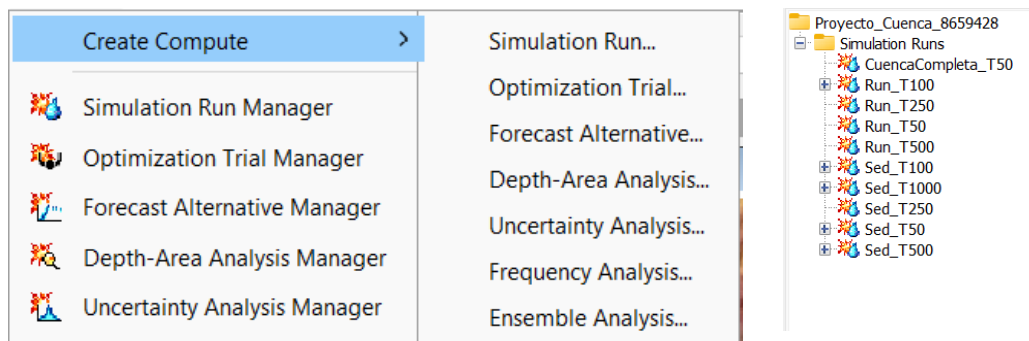 Create Compute
Simulation Run Manager
Optimization Trial Manager
Forecast Alternative Manager
Depth-Area Analysis Manager
Uncertainty Analysis Manager
Simulation Run...
Optimization Trial...
Forecast Alternative...
Depth-Area Analysis...
Uncertainty Analysis...
Frequency Analysis...
Ensemble Analysis...
Proyecto_Cuenca_8659428
Simulation Runs
CuencaCompleta_T50
Run_T100
Run_T250
Run_T50
Run_T500
Sed_T100
Sed_T1000
Sed_T250
Sed_T50
Sed_T500